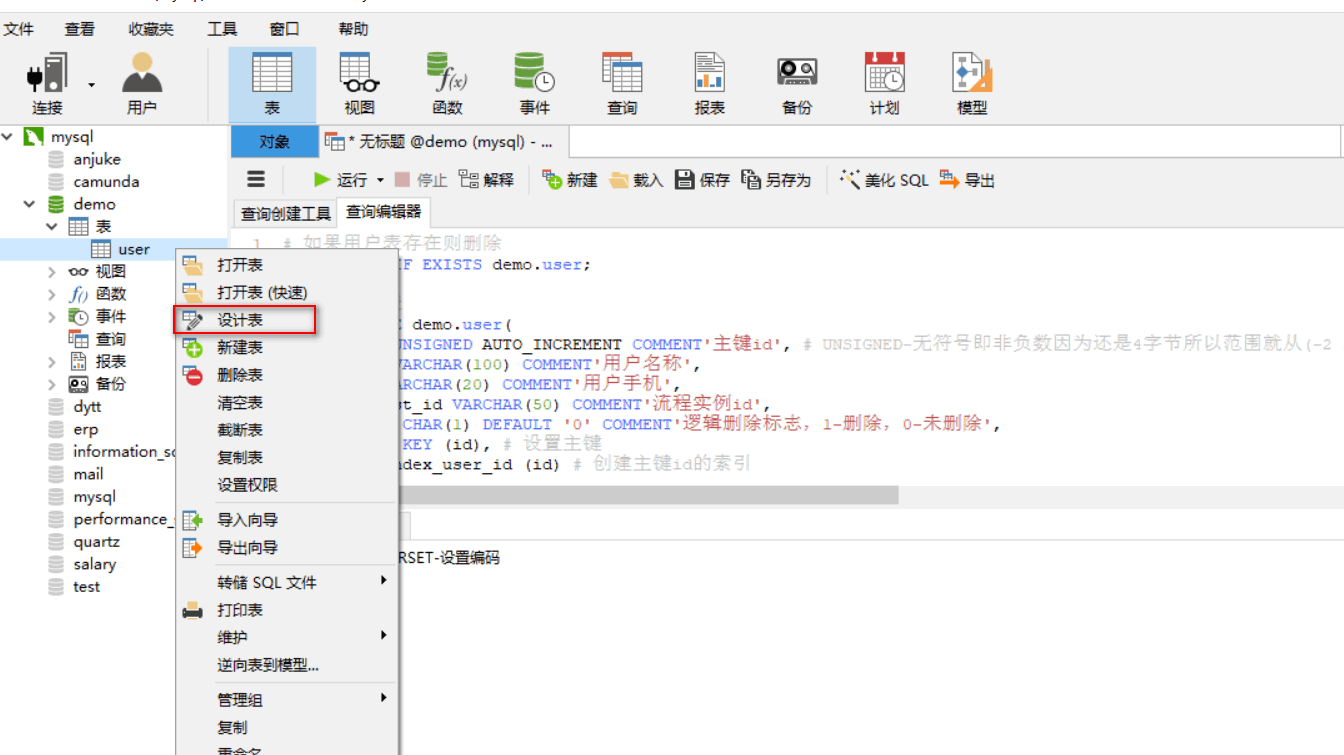 文件 查看 收藏夹 工具 窗口 帮助
连接 用户 表 视图 函数 事件 查询 报表 备份 计划 模型
mysql
anjuke
camunda
demo
表
user
视图
函数
事件
查询
报表
备份
dytt
erp
information_sc
mail
mysql
performance_
quartz
salary
test
对象 * 无标题 @demo (mysql) - ...
运行 停止 解释 新建 载入 保存 另存为 美化 SQL 导出
查询创建工具 查询编辑器
1 # 如果用户表存在则删除
F EXISTS demo.user;
demo.user(
NSIGNED AUTO_INCREMENT COMMENT'主键id', # UNSIGNED-无符号即非负数因为还是4字节所以范围就从(-2
ARCHAR(100) COMMENT'用户名称',
RCHAR(20) COMMENT'用户手机',
t_id VARCHAR(50) COMMENT'流程实例id',
CHAR(1) DEFAULT '0' COMMENT'逻辑删除标志，1-删除，0-未删除',
KEY (id), # 设置主键
ndex_user_id (id) # 创建主键id的索引
RSET-设置编码
打开表
打开表 (快速)
设计表
新建表
删除表
清空表
截断表
复制表
设置权限
导入向导
导出向导
转储 SQL 文件
打印表
维护
逆向表到模型...
管理组
复制
重命名